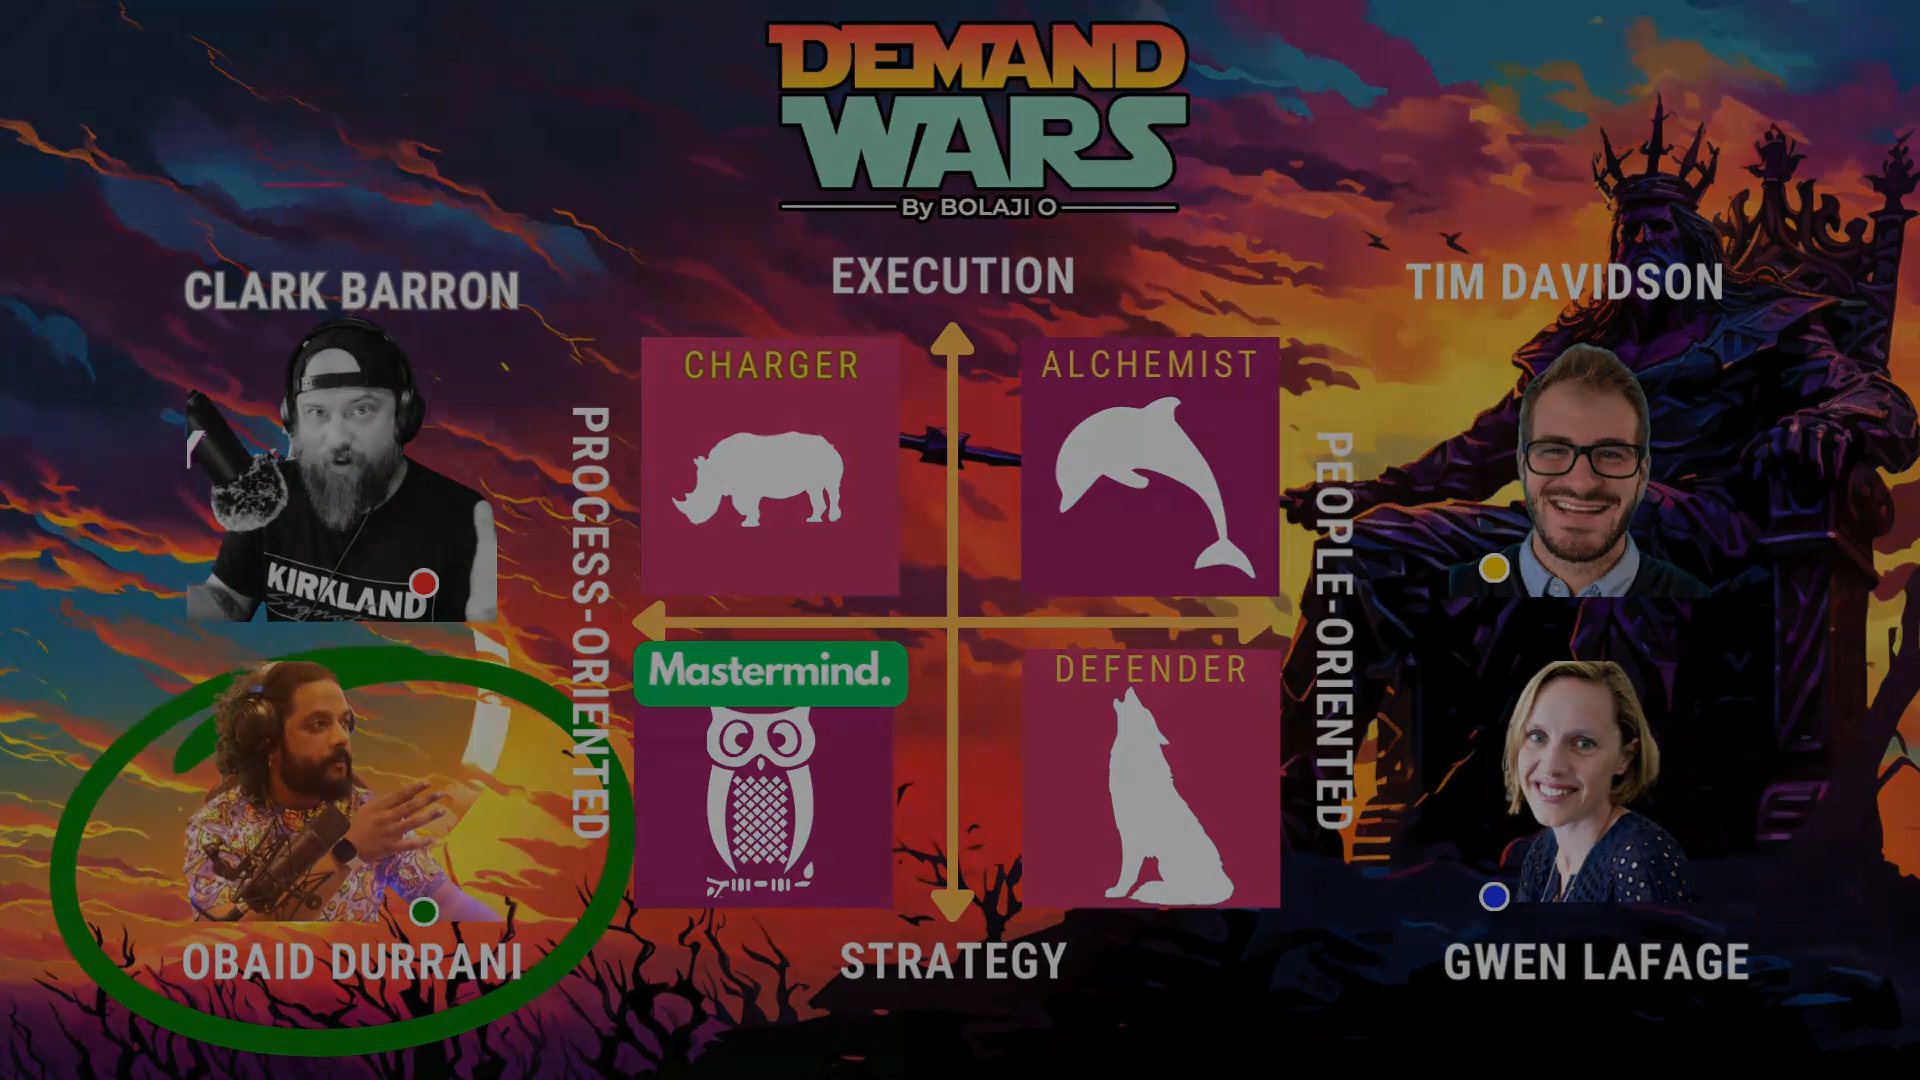 DEMAND
WARS
By BOLAJI O
EXECUTION
CLARK BARRON
TIM DAVIDSON
CHARGER
ALCHEMIST
PROCESS-ORIENTED
PEOPLE-ORIENTED
KIRKLAND
Signature
Mastermind.
DEFENDER
OBAID DURRANI
STRATEGY
GWEN LAFAGE